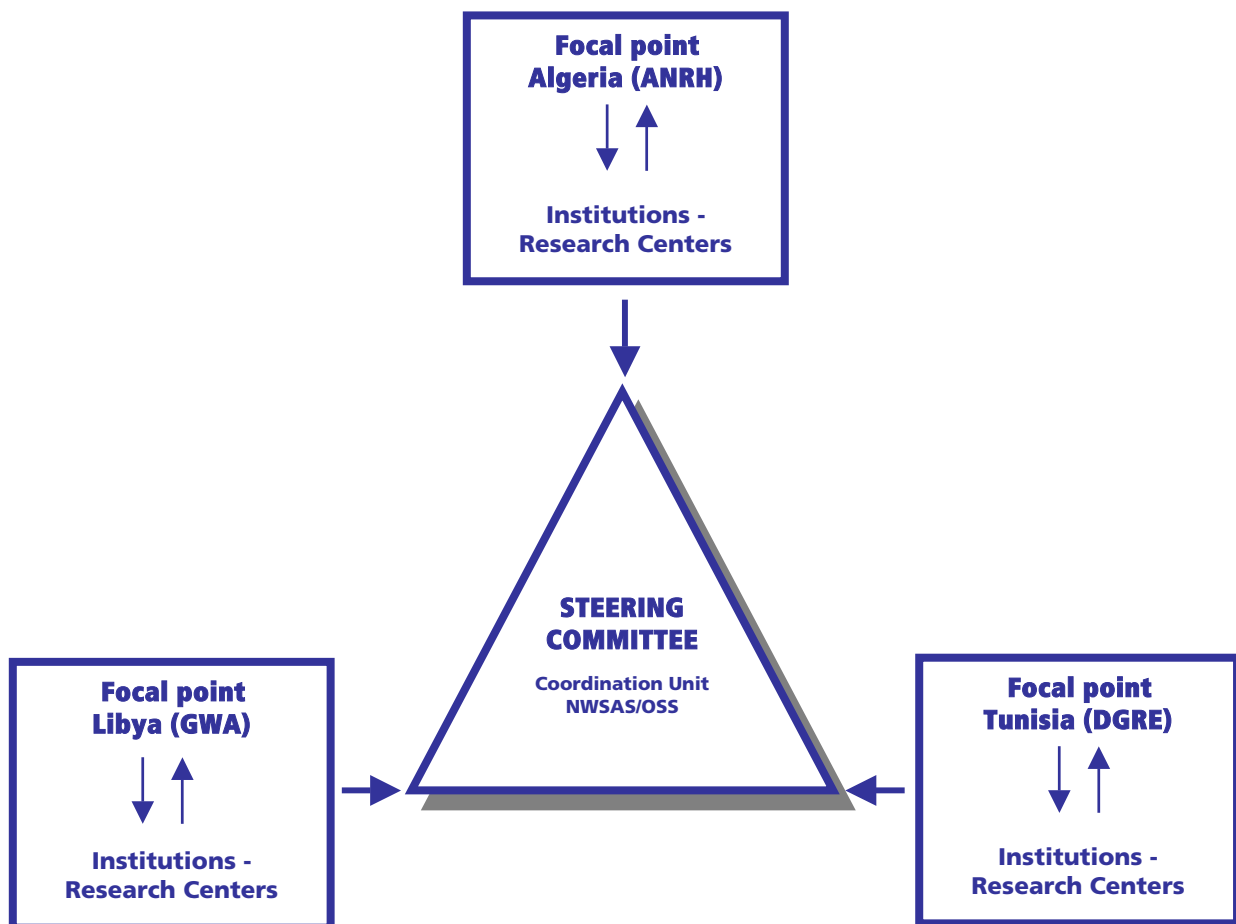 Focal point
Algeria (ANRH)
Institutions -
Research Centers
STEERING
COMMITTEE
Coordination Unit
NWSAS/OSS
Focal point
Libya (GWA)
Institutions -
Research Centers
Focal point
Tunisia (DGRE)
Institutions -
Research Centers